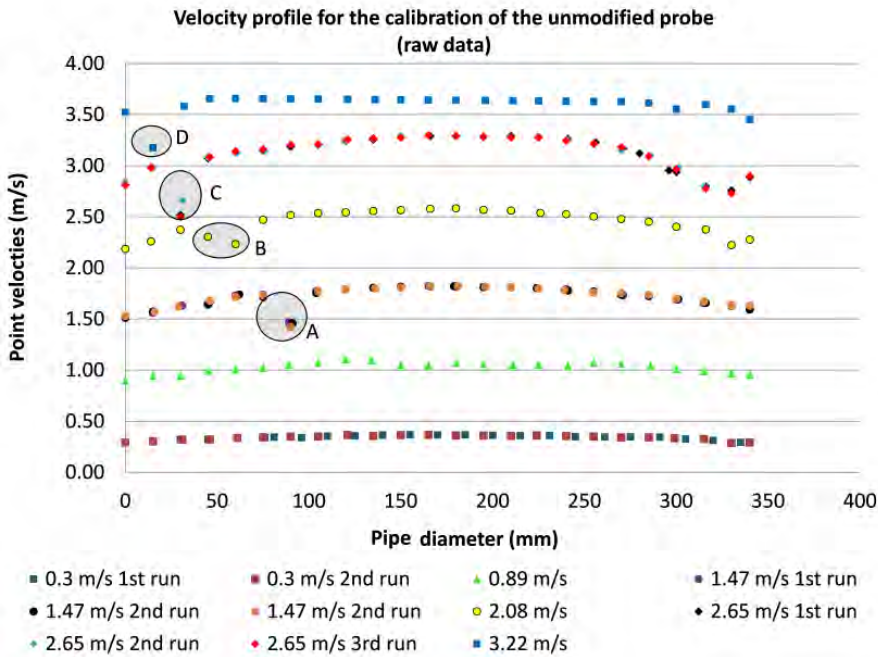 Velocity profile for the calibration of the unmodified probe
(raw data)
Point velocties (m/s)
4.00
3.50
3.00
2.50
2.00
1.50
1.00
0.50
0.00
D
C
B
A
0 50 100 150 200 250 300 350 400
Pipe diameter (mm)
0.3 m/s 1st run 0.3 m/s 2nd run 0.89 m/s 1.47 m/s 1st run
1.47 m/s 2nd run 1.47 m/s 2nd run 2.08 m/s 2.65 m/s 1st run
2.65 m/s 2nd run 2.65 m/s 3rd run 3.22 m/s